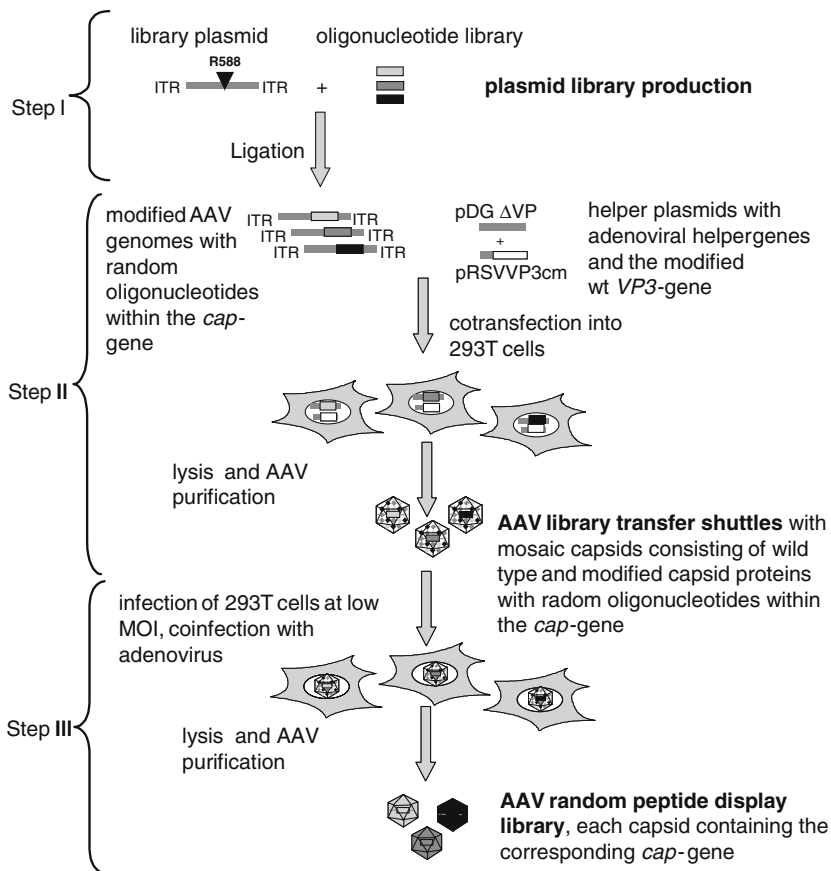 library plasmid
oligonucleotide library
R588
ITR
ITR
+
plasmid library production
Step I
Ligation
modified AAV
genomes with
random
oligonucleotides
within the cap-
gene
ITR
ITR
ITR
ITR
ITR
ITR
pDG ΔVP
+
pRSVVP3cm
helper plasmids with
adenoviral helpergenes
and the modified
wt VP3-gene
cotransfection into
293T cells
Step II
lysis and AAV
purification
AAV library transfer shuttles with
mosaic capsids consisting of wild
type and modified capsid proteins
with radom oligonucleotides within
the cap-gene
infection of 293T cells at low
MOI, coinfection with
adenovirus
Step III
lysis and AAV
purification
AAV random peptide display
library, each capsid containing the
corresponding cap-gene